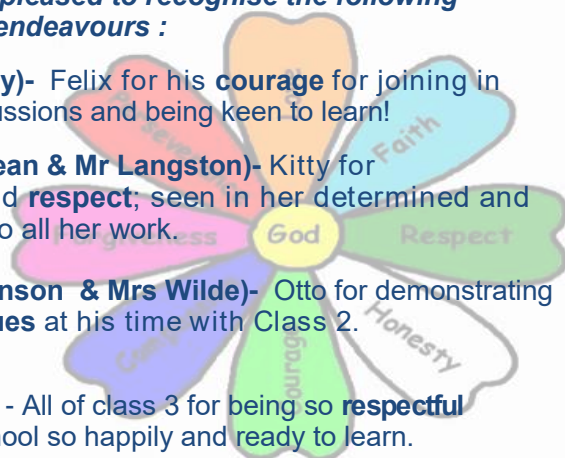 pleased to recognise the following
endeavours :
y)- Felix for his courage for joining in
ussions and being keen to learn!
ean & Mr Langston)- Kitty for
d respect; seen in her determined and
o all her work.
nson & Mrs Wilde)- Otto for demonstrating
ues at his time with Class 2.
- All of class 3 for being so respectful
hool so happily and ready to learn.
Love
Faith
Perseverance
Forgiveness
God
Respect
Compassion
Courage
Honesty